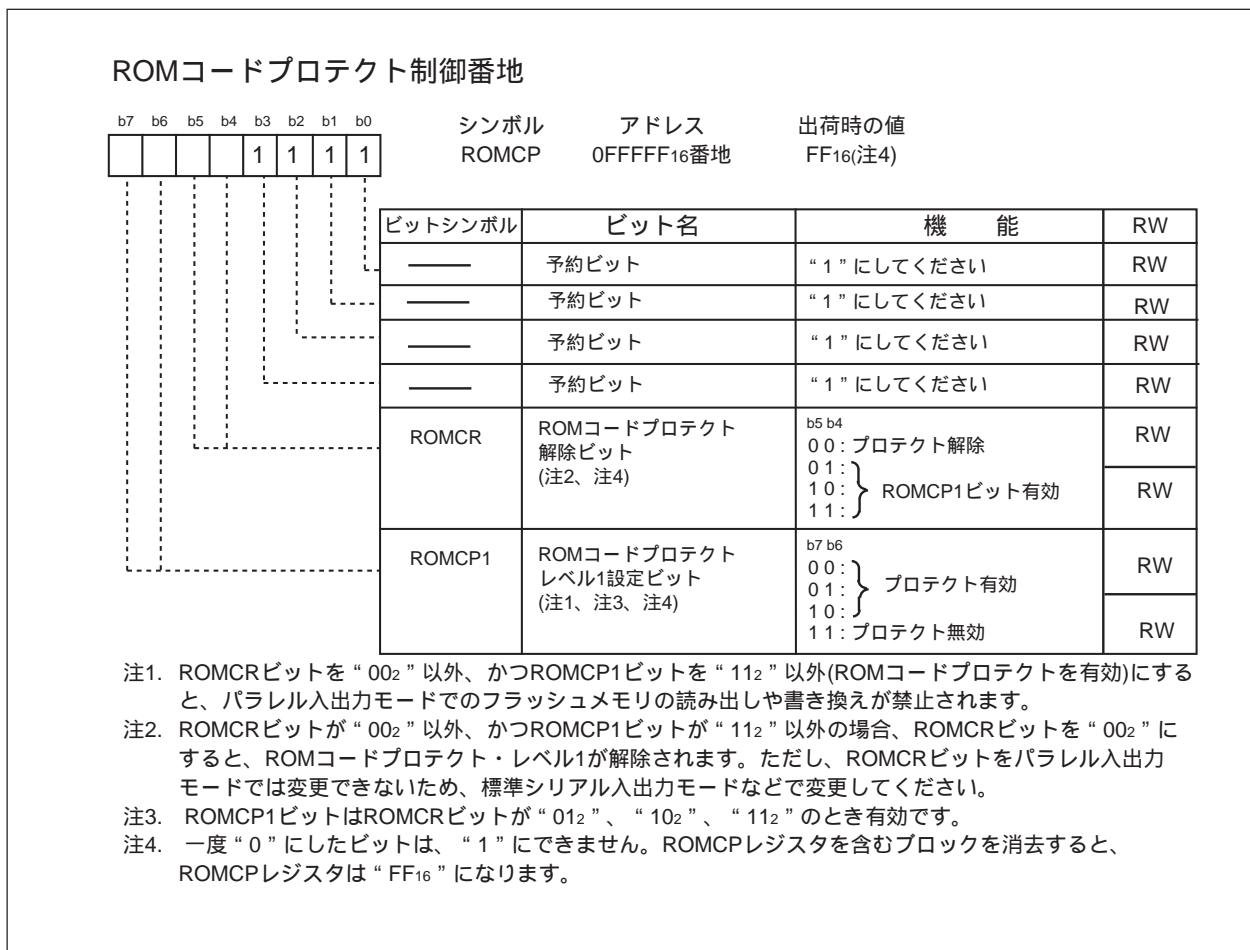 ROMコードプロテクト制御番地
b7 b6 b5 b4 b3 b2 b1 b0
1 1 1 1
シンボル アドレス 出荷時の値
ROMCP 0FFFFF16番地 FF16(注4)
ビットシンボル ビット名 機 能 RW
―― 予約ビット “1”にしてください RW
―― 予約ビット “1”にしてください RW
―― 予約ビット “1”にしてください RW
―― 予約ビット “1”にしてください RW
ROMCR ROMコードプロテクト
解除ビット
(注2、注4)
b5 b4
0 0 : プロテクト解除
0 1 :
1 0 : ROMCP1ビット有効
1 1 :
RW
RW
ROMCP1 ROMコードプロテクト
レベル1設定ビット
(注1、注3、注4)
b7 b6
0 0 :
0 1 : プロテクト有効
1 0 :
1 1 : プロテクト無効
RW
RW
注1. ROMCRビットを“002”以外、かつROMCP1ビットを“112”以外(ROMコードプロテクトを有効)にする
と、パラレル入出力モードでのフラッシュメモリの読み出しや書き換えが禁止されます。
注2. ROMCRビットが“002”以外、かつROMCP1ビットが“112”以外の場合、ROMCRビットを“002”に
すると、ROMコードプロテクト・レベル1が解除されます。ただし、ROMCRビットをパラレル入出力
モードでは変更できないため、標準シリアル入出力モードなどで変更してください。
注3. ROMCP1ビットはROMCRビットが“012”、“102”、“112”のとき有効です。
注4. 一度“0”にしたビットは、“1”にできません。ROMCPレジスタを含むブロックを消去すると、
ROMCPレジスタは“FF16”になります。